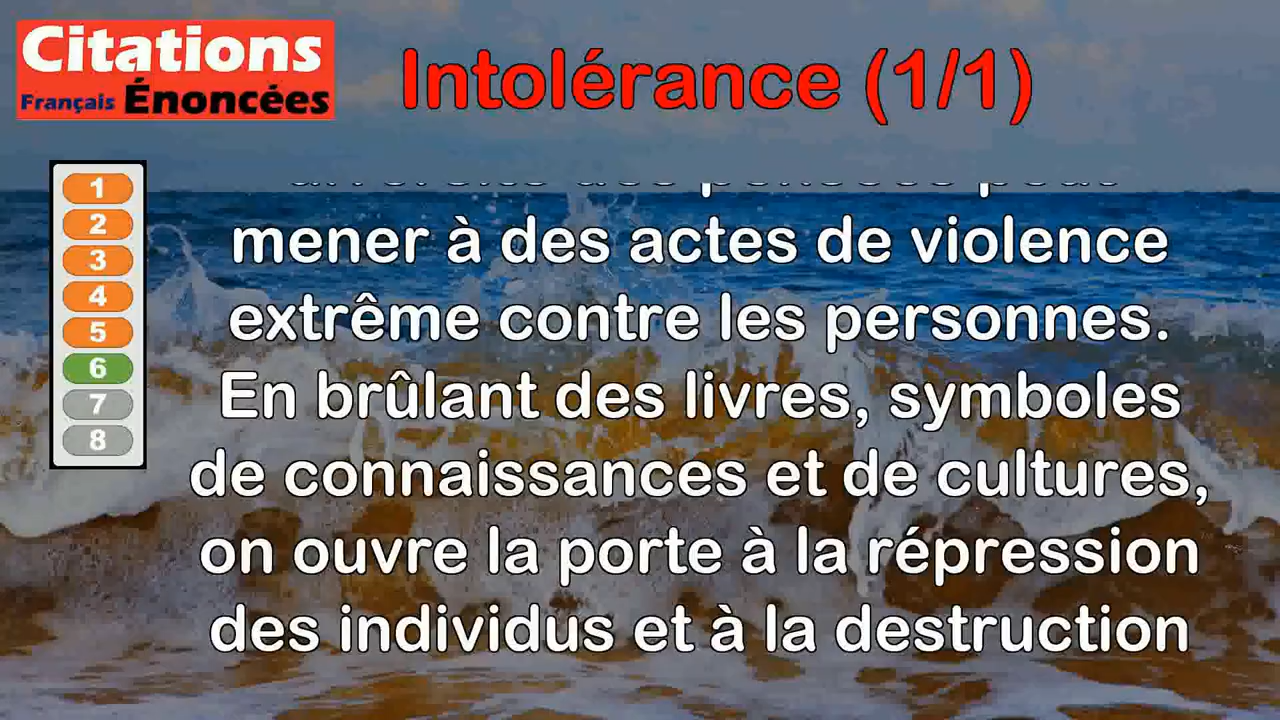 Citations
Français Énoncées
Intolérance (1/1)
1
2
3
4
5
6
7
8
mener à des actes de violence
extrême contre les personnes.
En brûlant des livres, symboles
de connaissances et de cultures,
on ouvre la porte à la répression
des individus et à la destruction